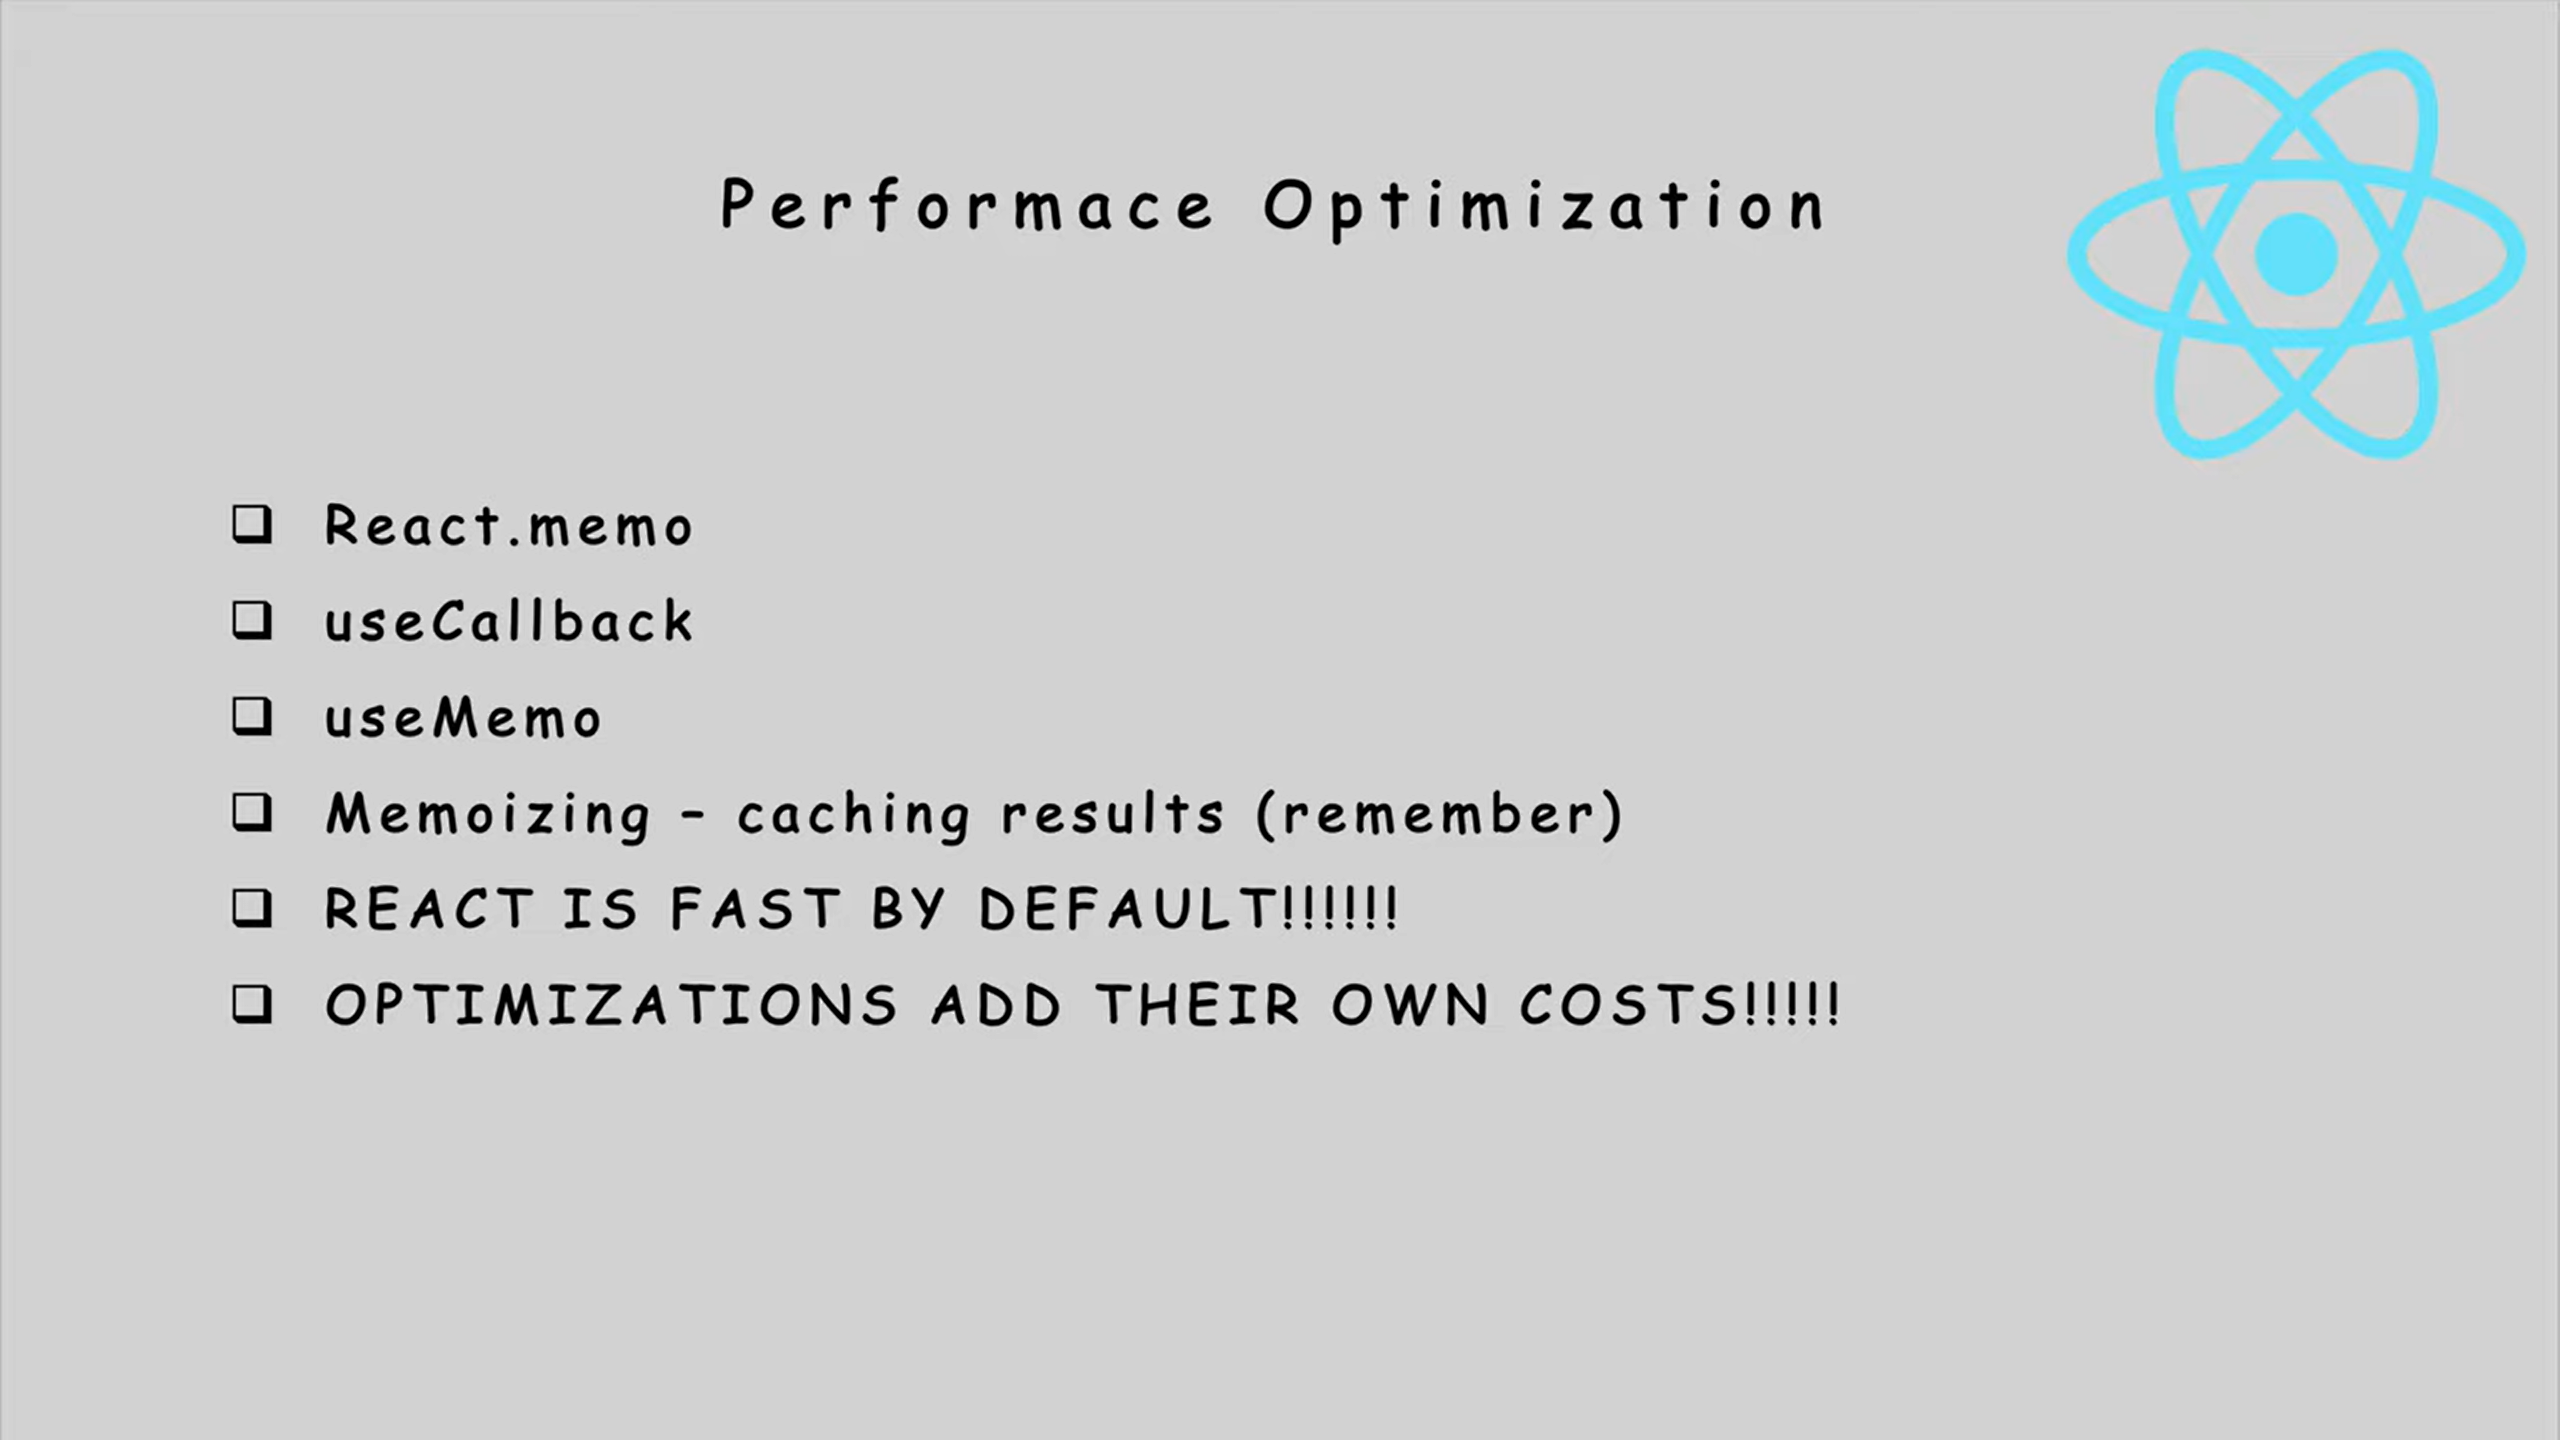 Performace Optimization
React.memo
useCallback
useMemo
Memoizing – caching results (remember)
REACT IS FAST BY DEFAULT!!!!!!
OPTIMIZATIONS ADD THEIR OWN COSTS!!!!!